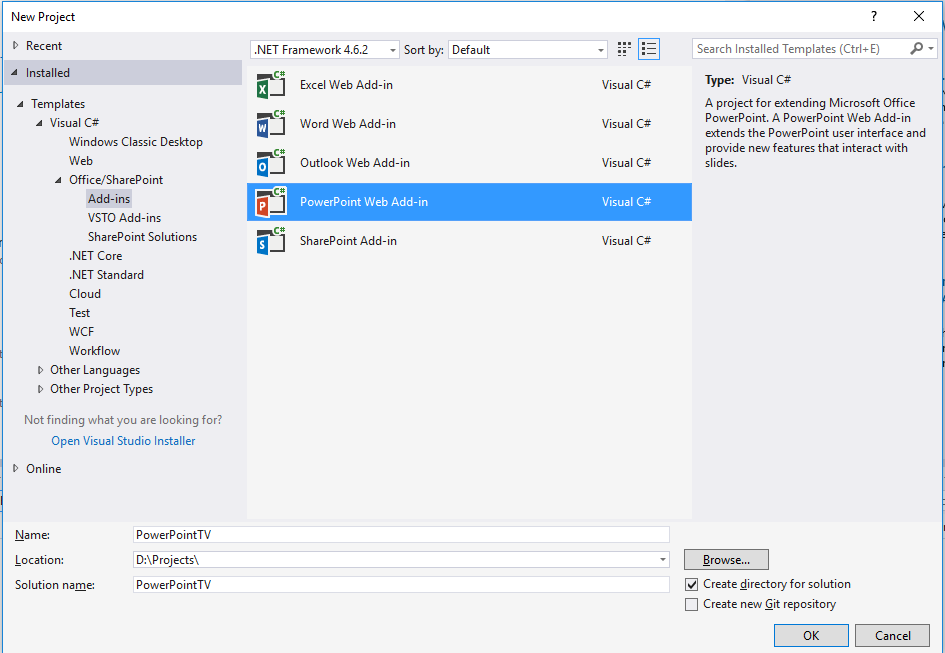 New Project
?
Recent
.NET Framework 4.6.2
Sort by:
Default
Search Installed Templates (Ctrl+E)
Installed
Templates
Visual C#
Windows Classic Desktop
Web
Office/SharePoint
Add-ins
VSTO Add-ins
SharePoint Solutions
.NET Core
.NET Standard
Cloud
Test
WCF
Workflow
Other Languages
Other Project Types
Not finding what you are looking for?
Open Visual Studio Installer
Online
C#
X
Excel Web Add-in
Visual C#
C#
W
Word Web Add-in
Visual C#
C#
O
Outlook Web Add-in
Visual C#
C#
P
PowerPoint Web Add-in
Visual C#
C#
S
SharePoint Add-in
Visual C#
Type: Visual C#
A project for extending Microsoft Office
PowerPoint. A PowerPoint Web Add-in
extends the PowerPoint user interface and
provide new features that interact with
slides.
Name:
PowerPointTV
Location:
D:\Projects\
Browse...
Solution name:
PowerPointTV
Create directory for solution
Create new Git repository
OK
Cancel